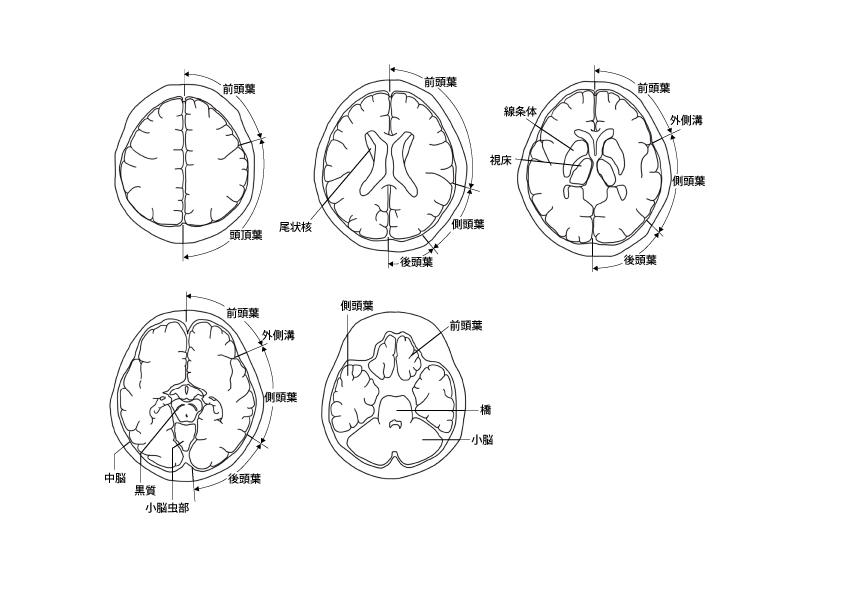 前頭葉
頭頂葉
前頭葉
尾状核
側頭葉
後頭葉
前頭葉
線条体
外側溝
視床
側頭葉
後頭葉
前頭葉
外側溝
側頭葉
中脳
黒質
後頭葉
小脳虫部
側頭葉
前頭葉
橋
小脳